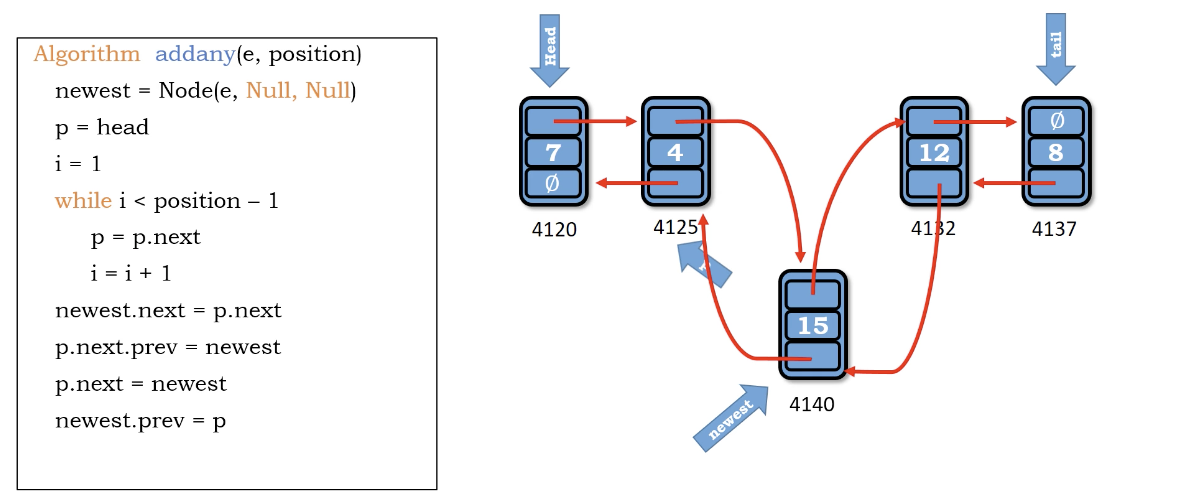 Algorithm addany(e, position)
newest = Node(e, Null, Null)
p = head
i = 1
while i < position – 1
p = p.next
i = i + 1
newest.next = p.next
p.next.prev = newest
p.next = newest
newest.prev = p
Head
tail
Ø
7
4
12
8
Ø
4120
4125
4132
4137
15
newest
4140